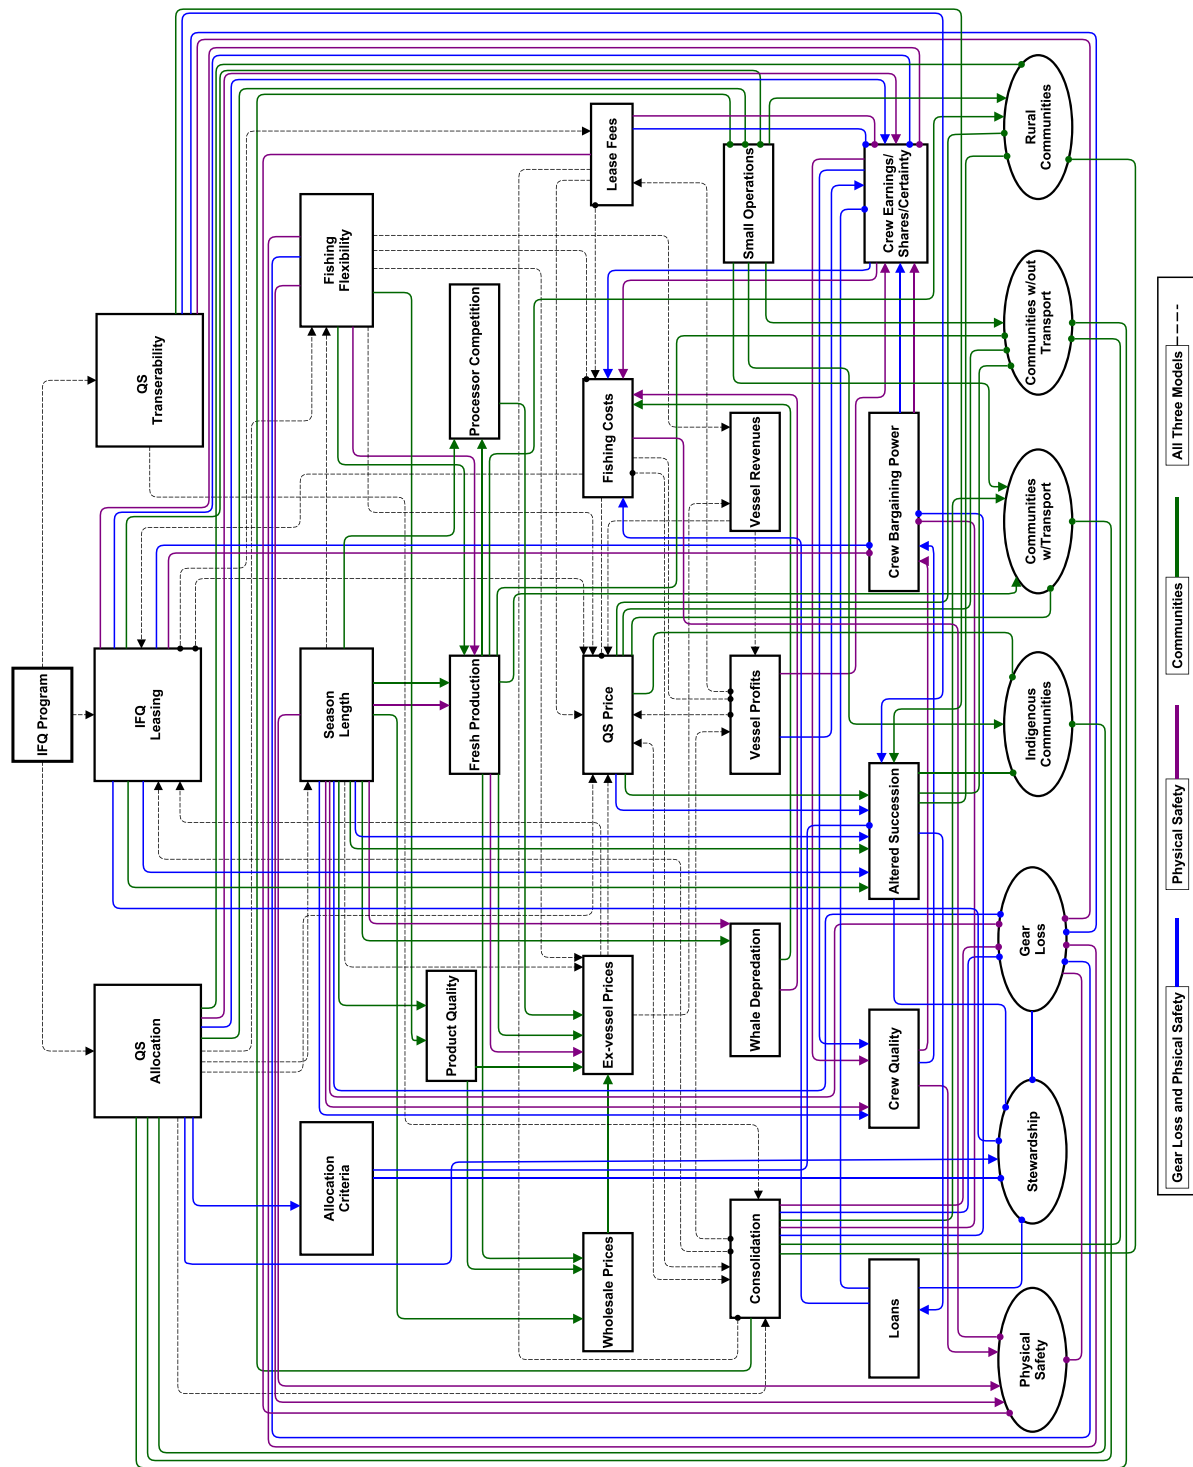 IFQ Program
QS
Allocation
IFQ
Leasing
QS
Transerability
Allocation
Criteria
Season
Length
Fishing
Flexibility
Product Quality
Fresh Production
Processor Competition
Wholesale Prices
Ex-vessel Prices
QS Price
Fishing Costs
Lease Fees
Consolidation
Whale Depredation
Vessel Profits
Vessel Revenues
Small Operations
Loans
Crew Quality
Altered Succession
Crew Bargaining Power
Crew Earnings/
Shares/Certainty
Physical
Safety
Stewardship
Gear
Loss
Indigenous
Communities
Communities
w/Transport
Communities w/out
Transport
Rural
Communities
Gear Loss and Phsical Safety
Physical Safety
Communities
All Three Models